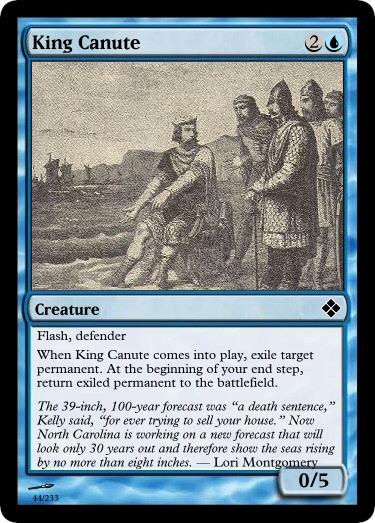 King Canute 2
Creature
Flash, defender
When King Canute comes into play, exile target
permanent. At the beginning of your end step,
return exiled permanent to the battlefield.
The 39-inch, 100-year forecast was “a death sentence,”
Kelly said, “for ever trying to sell your house.” Now
North Carolina is working on a new forecast that will
look only 30 years out and therefore show the seas rising
by no more than eight inches. — Lori Montgomery
0/5
44/233